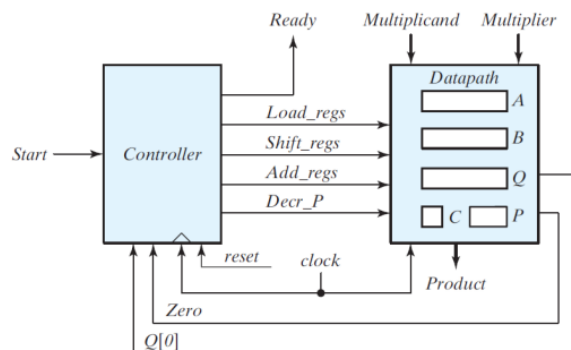 Ready
Multiplicand
Multiplier
Datapath
A
Load_regs
B
Shift_regs
Start
Controller
Add_regs
Q
Decr_P
C
P
reset
clock
Product
Zero
Q[0]